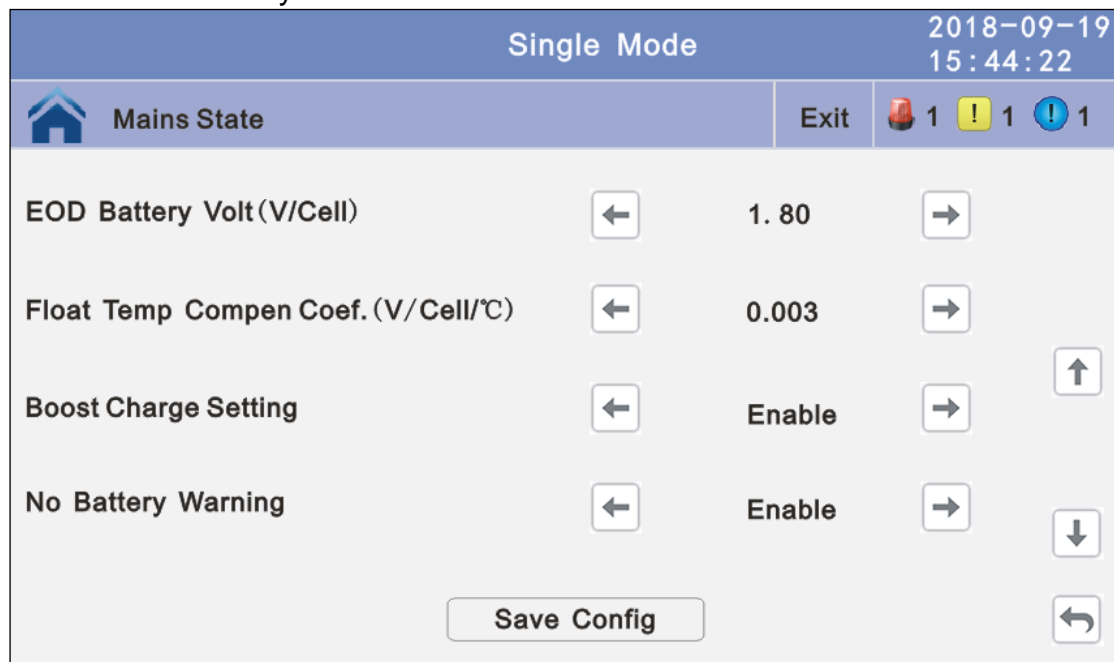 Single Mode
2018-09-19
15:44:22
Mains State
Exit
1 ! 1 ! 1
EOD Battery Volt(V/Cell)
1.80
Float Temp Compen Coef.(V/Cell/℃)
0.003
Boost Charge Setting
Enable
No Battery Warning
Enable
Save Config